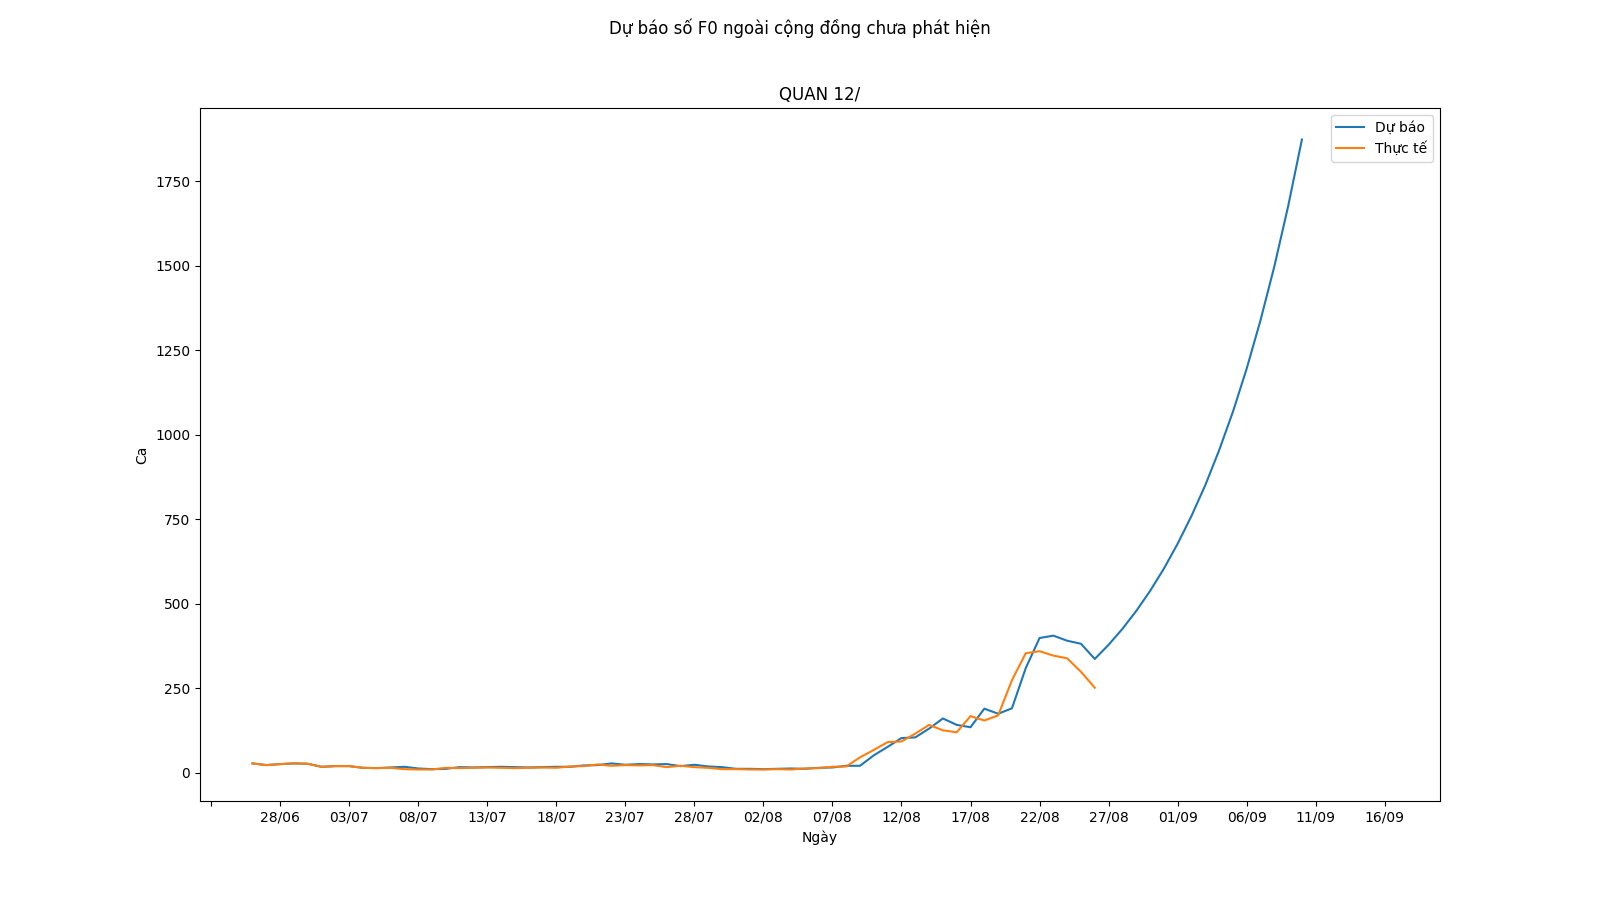 Dự báo số F0 ngoài cộng đồng chưa phát hiện
QUAN 12/
Dự báo
Thực tế
1750
1500
1250
1000
750
500
250
0
Ca
28/06 03/07 08/07 13/07 18/07 23/07 28/07 02/08 07/08 12/08 17/08 22/08 27/08 01/09 06/09 11/09 16/09
Ngày